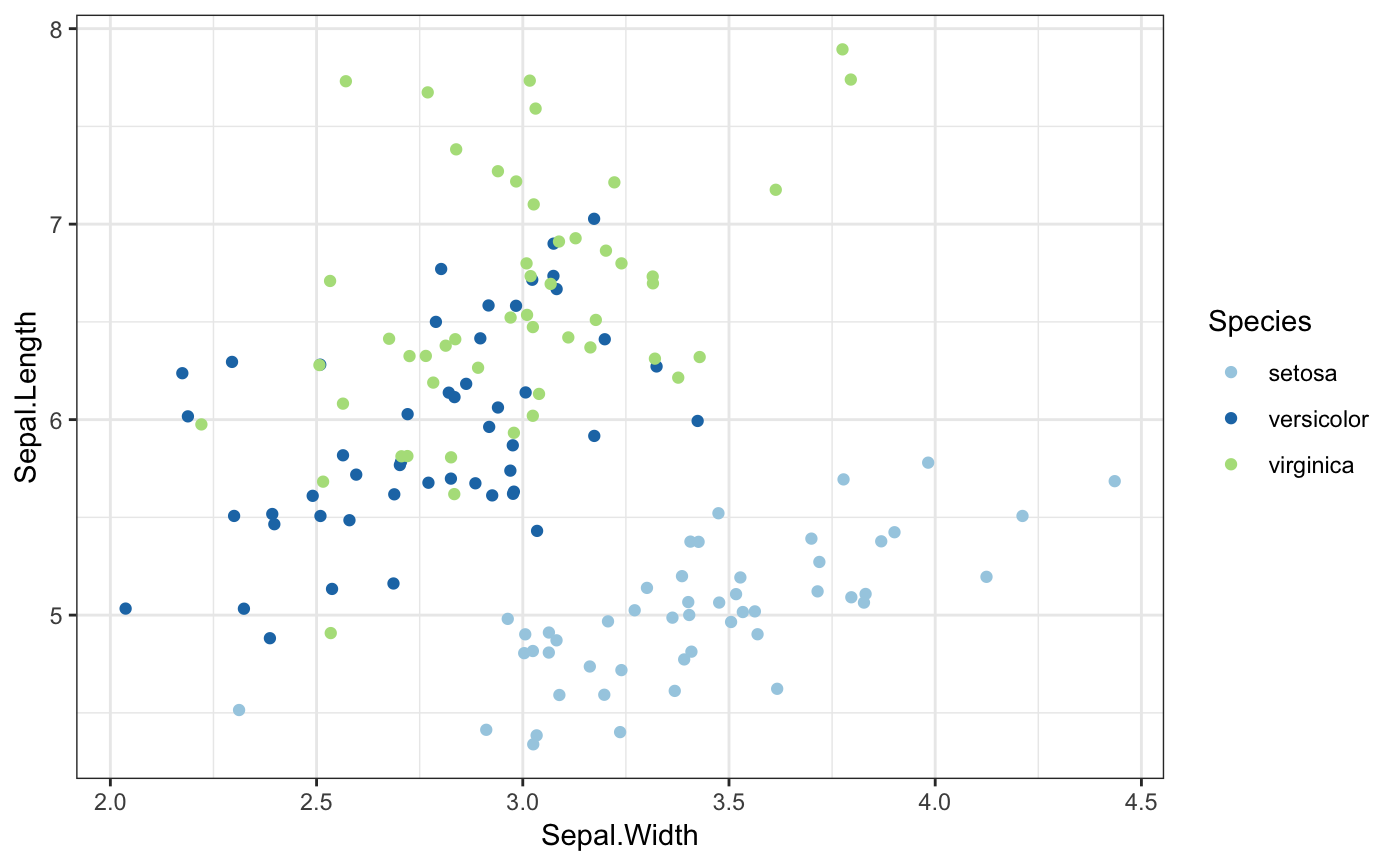 8
7
6
5
Sepal.Length
2.0 2.5 3.0 3.5 4.0 4.5
Sepal.Width
Species
setosa
versicolor
virginica